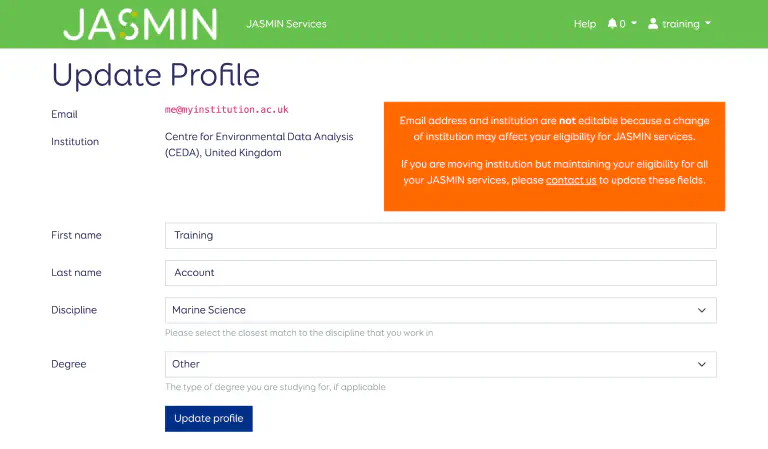 JASMIN
JASMIN Services
Help
0
training
Update Profile
Email
me@myinstitution.ac.uk
Institution
Centre for Environmental Data Analysis
(CEDA), United Kingdom
Email address and institution are not editable because a change
of institution may affect your eligibility for JASMIN services.
If you are moving institution but maintaining your eligibility for all
your JASMIN services, please contact us to update these fields.
First name
Training
Last name
Account
Discipline
Marine Science
Please select the closest match to the discipline that you work in
Degree
Other
The type of degree you are studying for, if applicable
Update profile